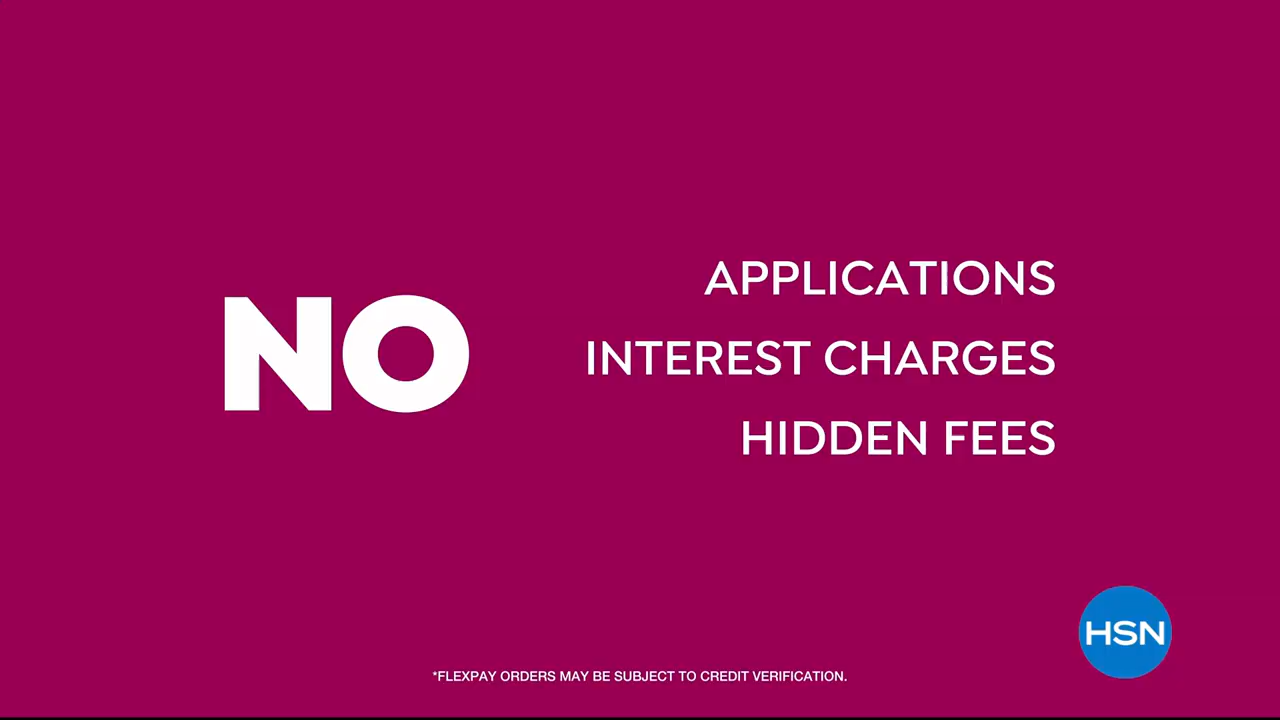 NO
APPLICATIONS
INTEREST CHARGES
HIDDEN FEES
HSN
*FLEXPAY ORDERS MAY BE SUBJECT TO CREDIT VERIFICATION.